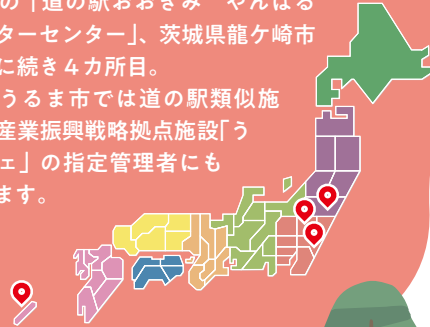 の「道の駅おおぎみ やんばる
ターセンター」、茨城県龍ケ崎市
に続き４カ所目。
うるま市では道の駅類似施
産業振興戦略拠点施設「う
ェ」の指定管理者にも
ます。